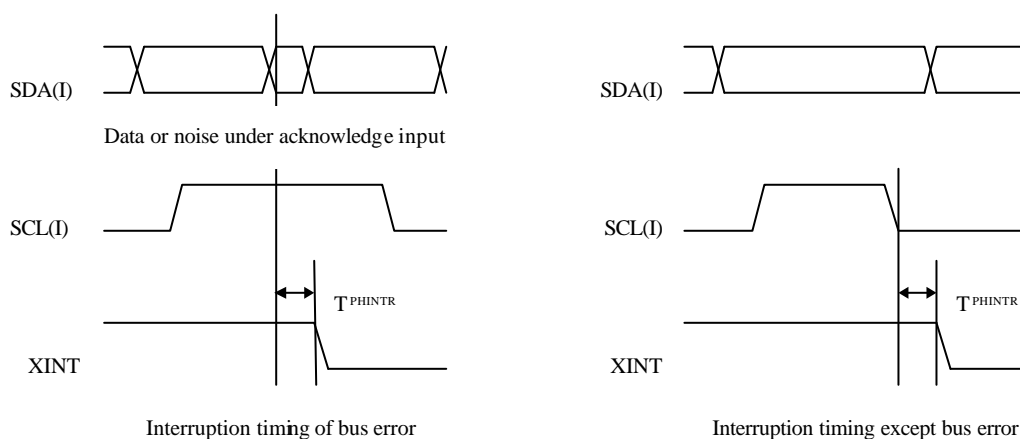 SDA(I)
Data or noise under acknowledge input
SCL(I)
TPHINTR
XINT
Interruption timing of bus error
SDA(I)
SCL(I)
TPHINTR
XINT
Interruption timing except bus error